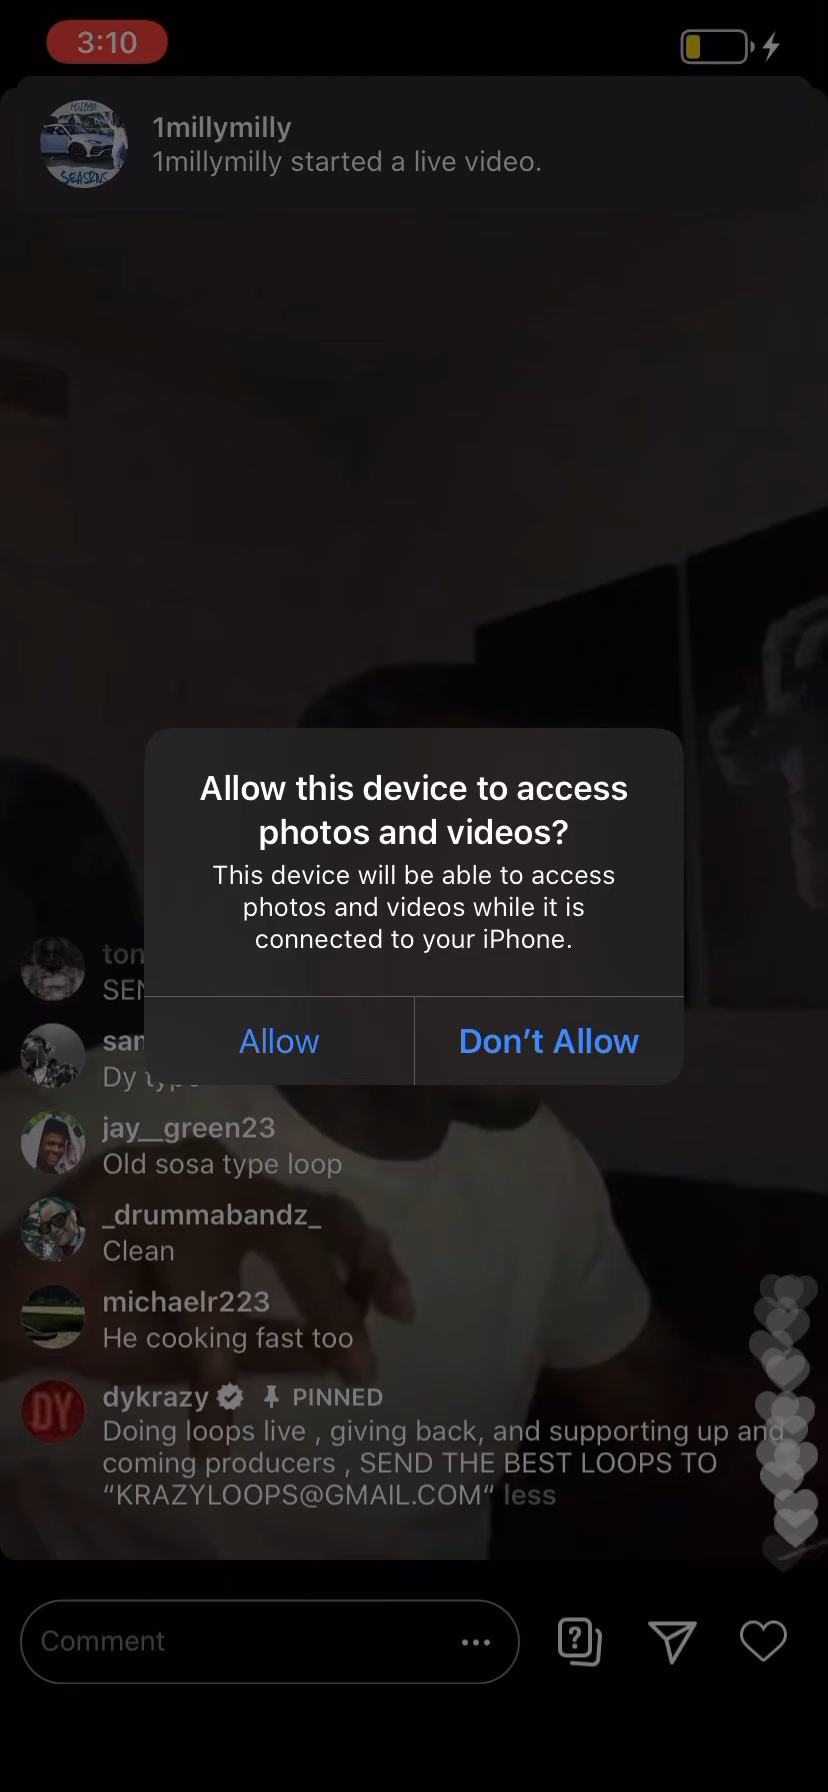 3:10
1millymilly
1millymilly started a live video.
Allow this device to access
photos and videos?
This device will be able to access
photos and videos while it is
connected to your iPhone.
Allow
Don’t Allow
Dy
jay__green23
Old sosa type loop
_drummabandz_
Clean
michaelr223
He cooking fast too
dykrazy PINNED
Doing loops live , giving back, and supporting up and
coming producers , SEND THE BEST LOOPS TO
“KRAZYLOOPS@GMAIL.COM“ less
DY
Comment